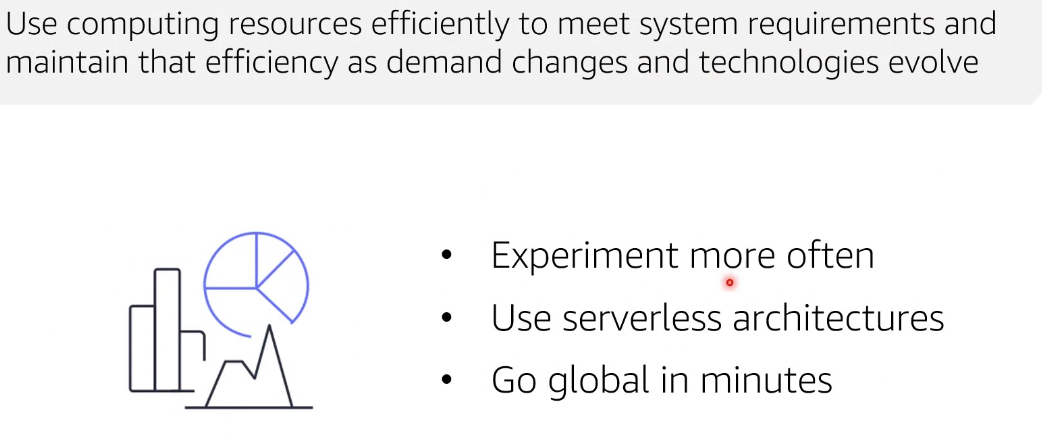 Use computing resources efficiently to meet system requirements and
maintain that efficiency as demand changes and technologies evolve
• Experiment more often
• Use serverless architectures
• Go global in minutes